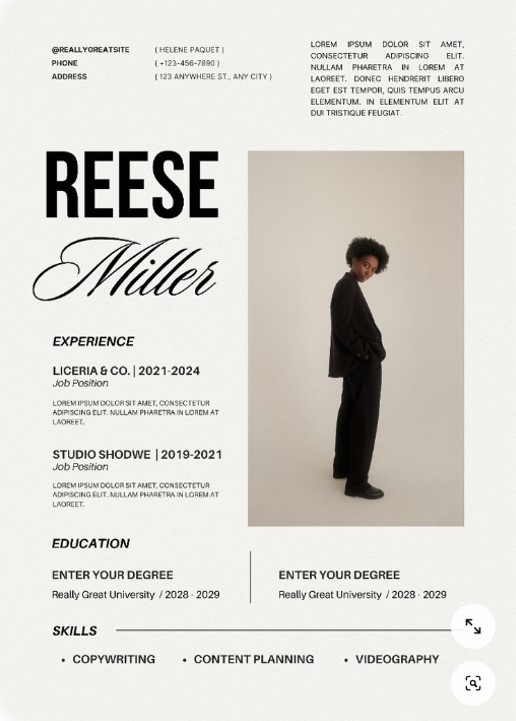 @REALLYGREATSITE ( HELENE PAQUET )
PHONE ( +123-456-7890 )
ADDRESS ( 123 ANYWHERE ST., ANY CITY )
LOREM IPSUM DOLOR SIT AMET,
CONSECTETUR ADIPISCING ELIT.
NULLAM PHARETRA IN LOREM AT
LAOREET. DONEC HENDRERIT LIBERO
EGET EST TEMPOR, QUIS TEMPUS ARCU
ELEMENTUM. IN ELEMENTUM ELIT AT
DUI TRISTIQUE FEUGIAT.
REESE
Miller
EXPERIENCE
LICERIA & CO. | 2021-2024
Job Position
LOREM IPSUM DOLOR SIT AMET, CONSECTETUR
ADIPISCING ELIT. NULLAM PHARETRA IN LOREM AT
LAOREET.
STUDIO SHODWE | 2019-2021
Job Position
LOREM IPSUM DOLOR SIT AMET, CONSECTETUR
ADIPISCING ELIT. NULLAM PHARETRA IN LOREM AT
LAOREET.
EDUCATION
ENTER YOUR DEGREE
Really Great University / 2028 - 2029
ENTER YOUR DEGREE
Really Great University / 2028 - 2029
SKILLS
• COPYWRITING • CONTENT PLANNING • VIDEOGRAPHY